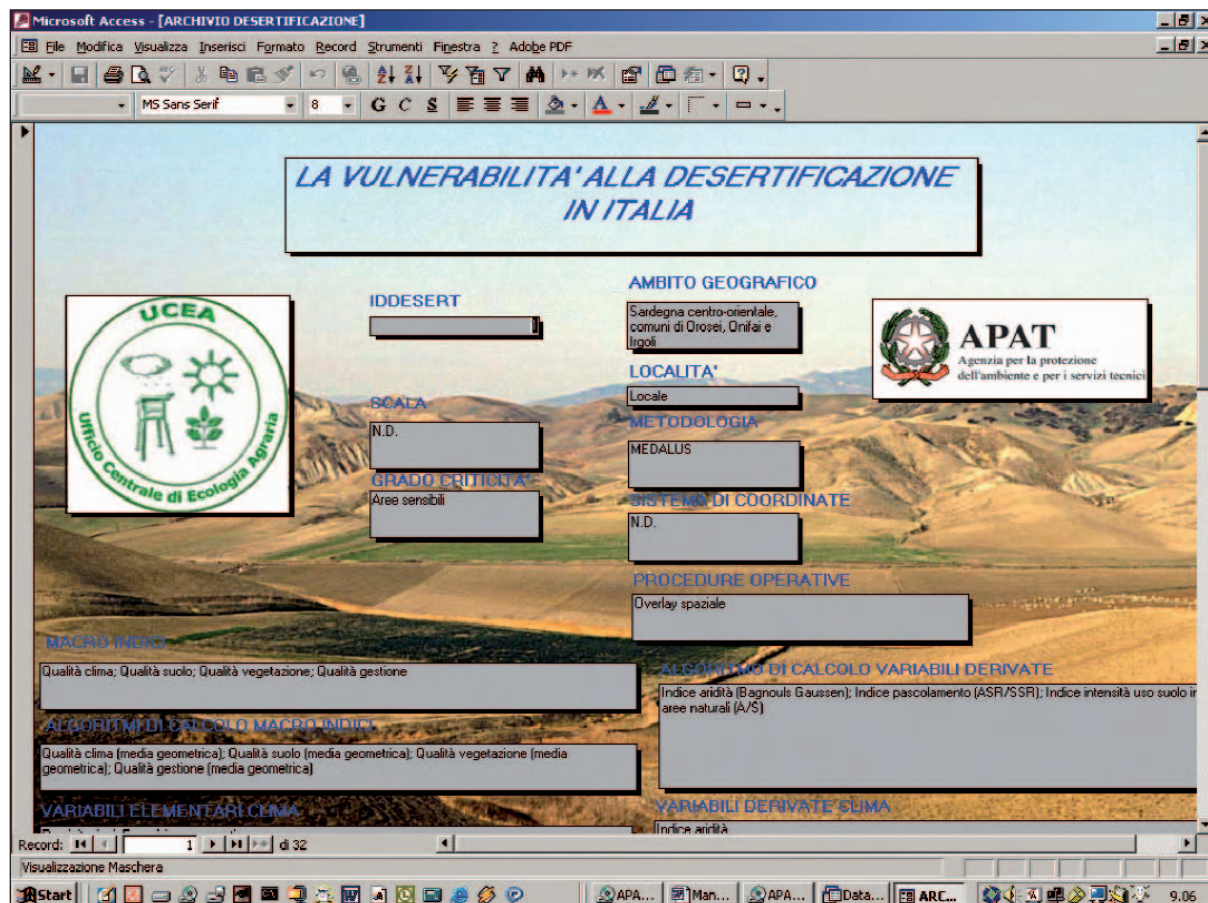 Microsoft Access - [ARCHIVIO DESERTIFICAZIONE]
File Modifica Visualizza Inserisci Formato Record Strumenti Finestra ? Adobe PDF
MS Sans Serif 8 G C S
LA VULNERABILITA' ALLA DESERTIFICAZIONE
IN ITALIA
UCEA
Ufficio Centrale di Ecologia Agraria
IDDESERT
SCALA
N.D.
GRADO CRITICITA'
Aree sensibili
AMBITO GEOGRAFICO
Sardegna centro-orientale,
comuni di Orosei, Onifai e
Irgoli
LOCALITA'
Locale
METODOLOGIA
MEDALUS
SISTEMA DI COORDINATE
N.D.
PROCEDURE OPERATIVE
Overlay spaziale
APAT
Agenzia per la protezione
dell'ambiente e per i servizi tecnici
MACRO INDICI
Qualità clima; Qualità suolo; Qualità vegetazione; Qualità gestione
ALGORITMI DI CALCOLO MACRO INDICI
Qualità clima (media geometrica); Qualità suolo (media geometrica); Qualità vegetazione (media
geometrica); Qualità gestione (media geometrica)
VARIABILI ELEMENTARI CLIMA
ALGORITMO DI CALCOLO VARIABILI DERIVATE
Indice aridità (Bagnouls Gaussen); Indice pascolamento (ASR/SSR); Indice intensità uso suolo in
aree naturali (A/S)
VARIABILI DERIVATE CLIMA
Indice aridità
Record: 1 di 32
Visualizzazione Maschera
Start APA... Man... APA... Data... ARC... 9.06